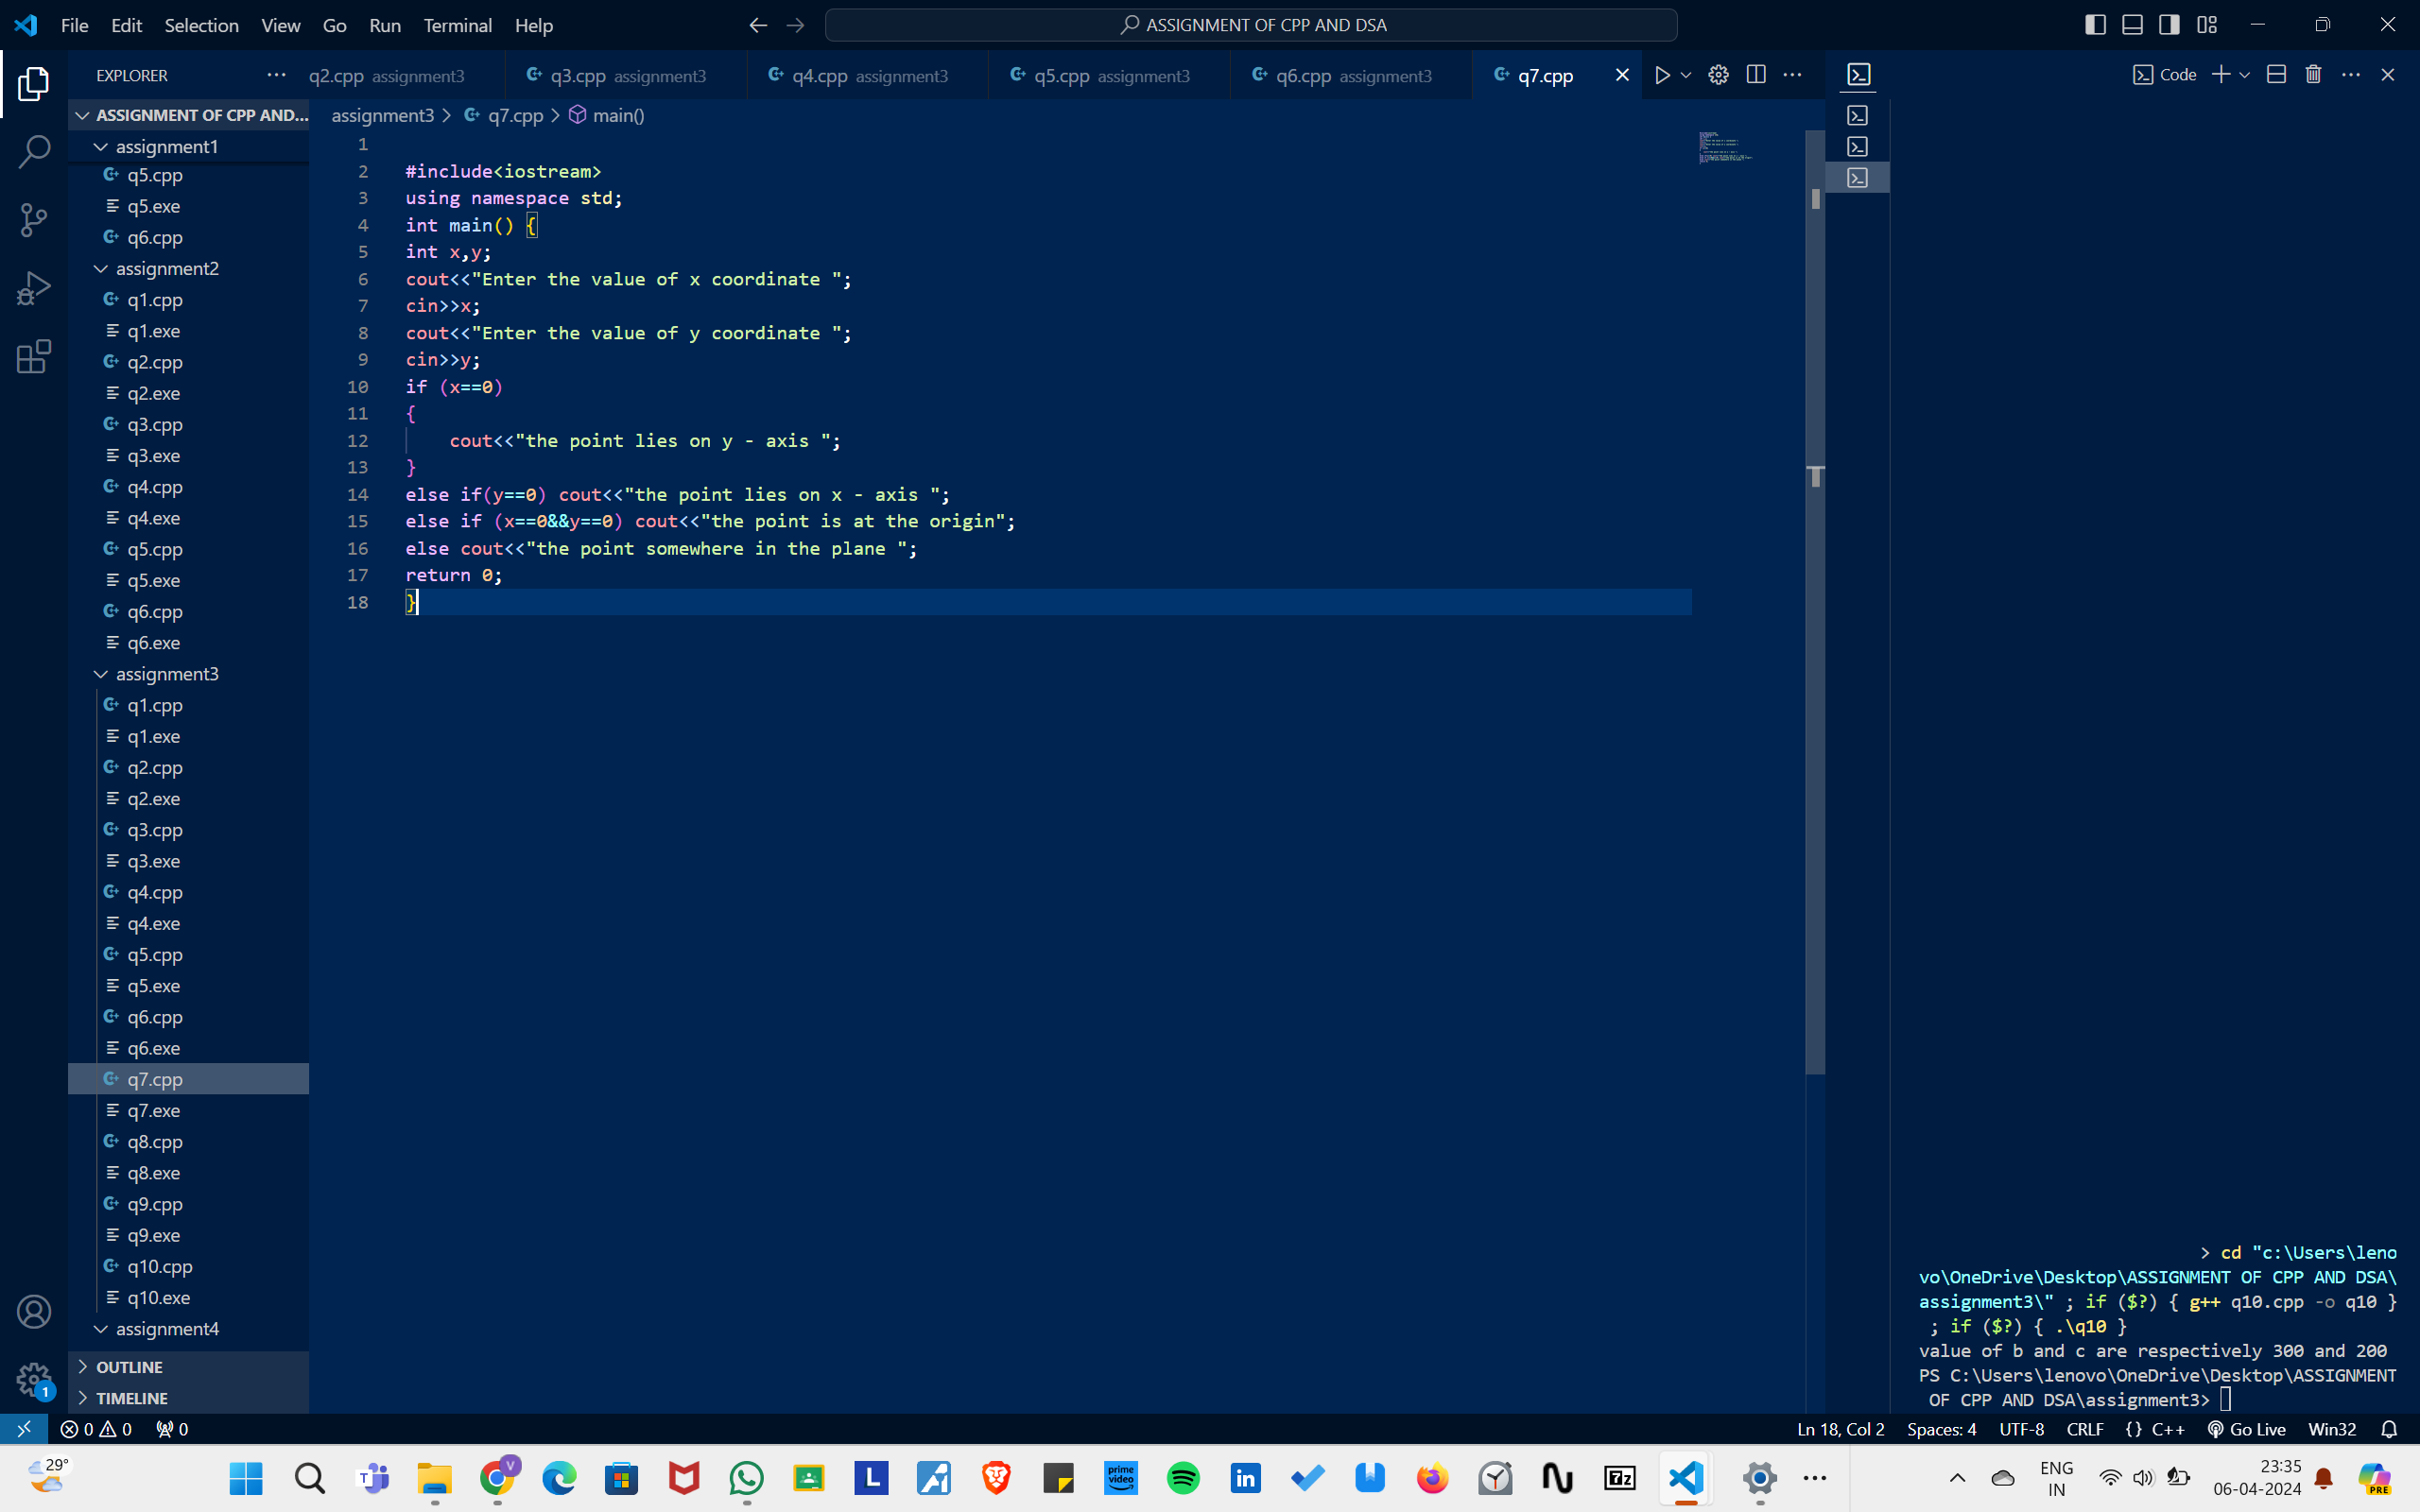 File Edit Selection View Go Run Terminal Help
ASSIGNMENT OF CPP AND DSA
EXPLORER
q2.cpp assignment3
q3.cpp assignment3
q4.cpp assignment3
q5.cpp assignment3
q6.cpp assignment3
q7.cpp
Code
ASSIGNMENT OF CPP AND...
assignment1
q5.cpp
q5.exe
q6.cpp
assignment2
q1.cpp
q1.exe
q2.cpp
q2.exe
q3.cpp
q3.exe
q4.cpp
q4.exe
q5.cpp
q5.exe
q6.cpp
q6.exe
assignment3
q1.cpp
q1.exe
q2.cpp
q2.exe
q3.cpp
q3.exe
q4.cpp
q4.exe
q5.cpp
q5.exe
q6.cpp
q6.exe
q7.cpp
q7.exe
q8.cpp
q8.exe
q9.cpp
q9.exe
q10.cpp
q10.exe
assignment4
OUTLINE
TIMELINE
assignment3 > q7.cpp > main()
1
2 #include<iostream>
3 using namespace std;
4 int main() {
5 int x,y;
6 cout<<"Enter the value of x coordinate ";
7 cin>>x;
8 cout<<"Enter the value of y coordinate ";
9 cin>>y;
10 if (x==0)
11 {
12 cout<<"the point lies on y - axis ";
13 }
14 else if(y==0) cout<<"the point lies on x - axis ";
15 else if (x==0&&y==0) cout<<"the point is at the origin";
16 else cout<<"the point somewhere in the plane ";
17 return 0;
18 }
> cd "c:\Users\leno
vo\OneDrive\Desktop\ASSIGNMENT OF CPP AND DSA\
assignment3\" ; if ($?) { g++ q10.cpp -o q10 }
; if ($?) { .\q10 }
value of b and c are respectively 300 and 200
PS C:\Users\lenovo\OneDrive\Desktop\ASSIGNMENT
OF CPP AND DSA\assignment3>
1
0 0 0
Ln 18, Col 2 Spaces: 4 UTF-8 CRLF {} C++ Go Live Win32
29°
V
T
L
prime video
in
7z
ENG
IN
23:35
06-04-2024
PRE